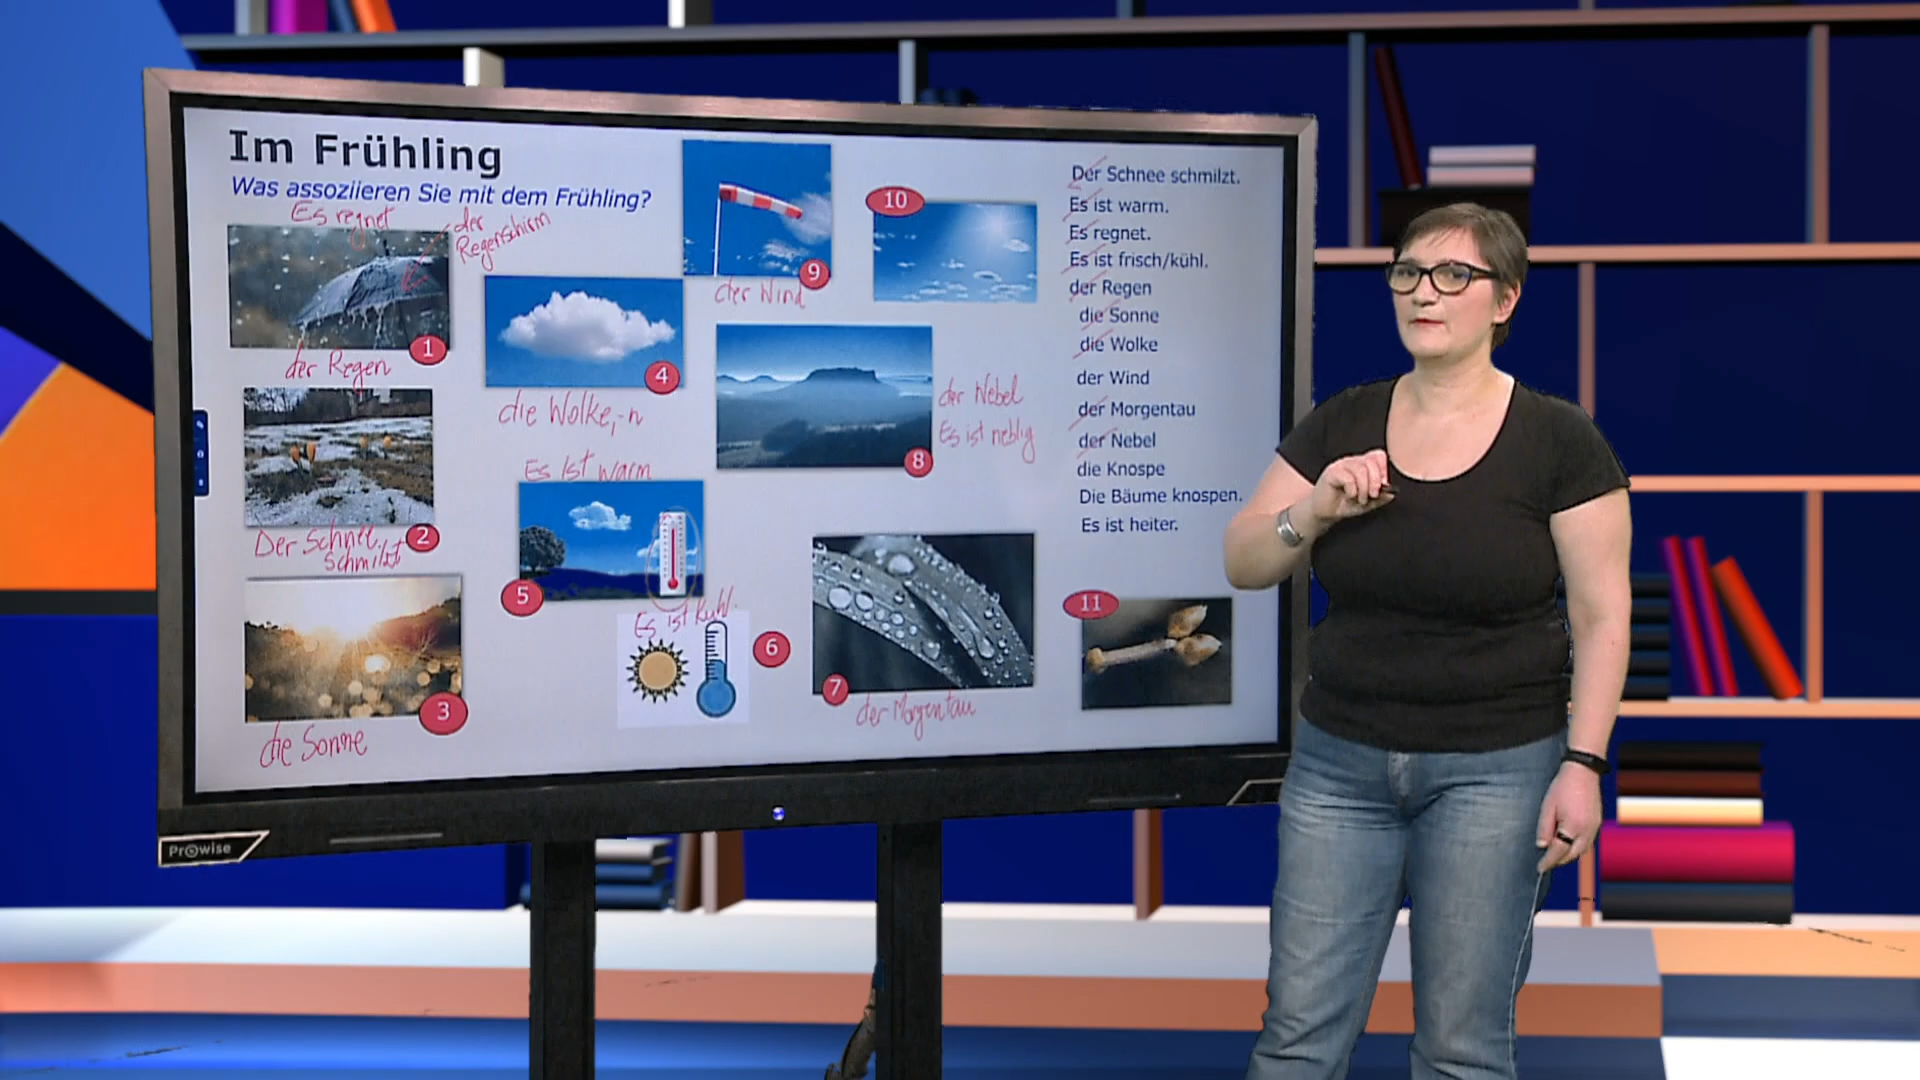 Im Frühling
Was assoziieren Sie mit dem Frühling?
Es regnet
der
Regenschirm
1
der Regen
2
Der Schnee
schmilzt
3
die Sonne
4
die Wolke,-n
Es ist warm
5
Es ist kühl.
6
7
der Morgentau
8
der Nebel
Es ist neblig
9
der Wind
10
11
Der Schnee schmilzt.
Es ist warm.
Es regnet.
Es ist frisch/kühl.
der Regen
die Sonne
die Wolke
der Wind
der Morgentau
der Nebel
die Knospe
Die Bäume knospen.
Es ist heiter.
Prowise